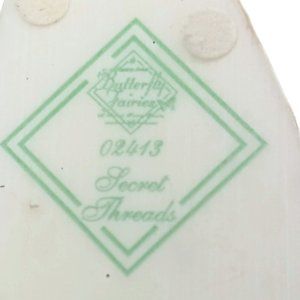 Butterfly
Fairies
02413
Secret
Threads